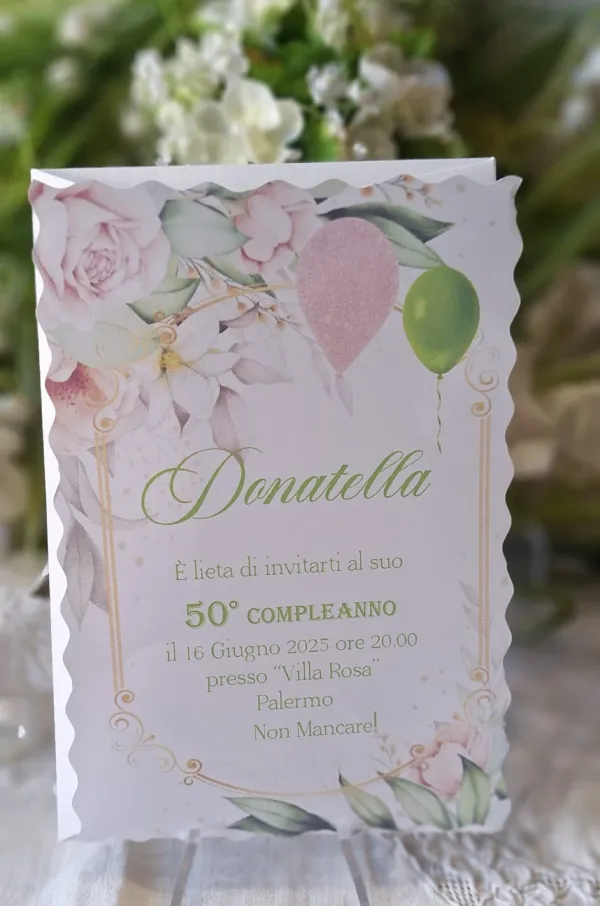 Donatella
È lieta di invitarti al suo
50° COMPLEANNO
il 16 Giugno 2025 ore 20.00
presso “Villa Rosa”
Palermo
Non Mancare!